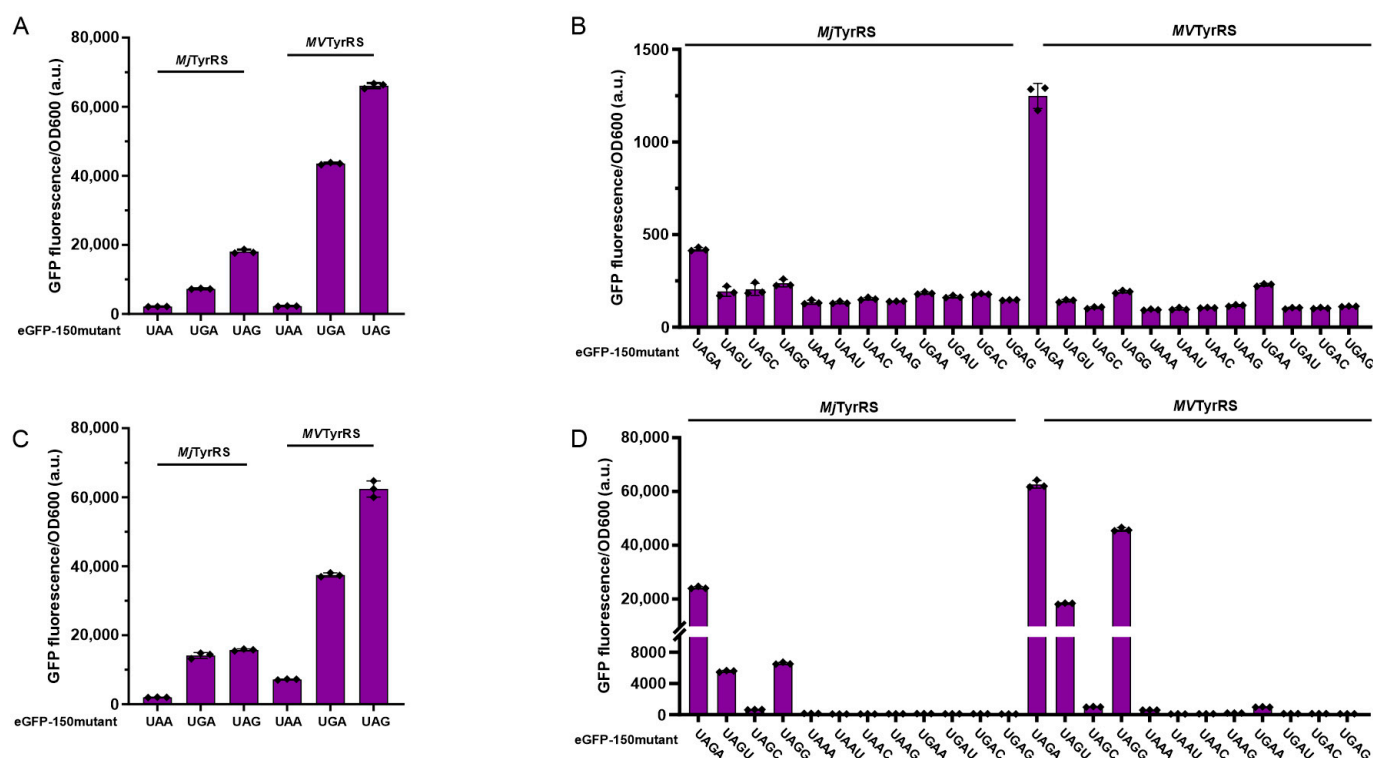 A
GFP fluorescence/OD600 (a.u.)
80,000
60,000
40,000
20,000
0
MjTyrRS
MVTyrRS
eGFP-150mutant UAA UGA UAG UAA UGA UAG
B
GFP fluorescence/OD600 (a.u.)
1500
1000
500
0
MjTyrRS
MVTyrRS
eGFP-150mutant UAGA UAGU UAGC UAGG UAAA UAAU UAAC UAAG UGAA UGAU UGAC UGAG UAGA UAGU UAGC UAGG UAAA UAAU UAAC UAAG UGAA UGAU UGAC UGAG
C
GFP fluorescence/OD600 (a.u.)
80,000
60,000
40,000
20,000
0
MjTyrRS
MVTyrRS
eGFP-150mutant UAA UGA UAG UAA UGA UAG
D
GFP fluorescence/OD600 (a.u.)
80,000
60,000
40,000
20,000
8000
4000
0
MjTyrRS
MVTyrRS
eGFP-150mutant UAGA UAGU UAGC UAGG UAAA UAAU UAAC UAAG UGAA UGAU UGAC UGAG UAGA UAGU UAGC UAGG UAAA UAAU UAAC UAAG UGAA UGAU UGAC UGAG